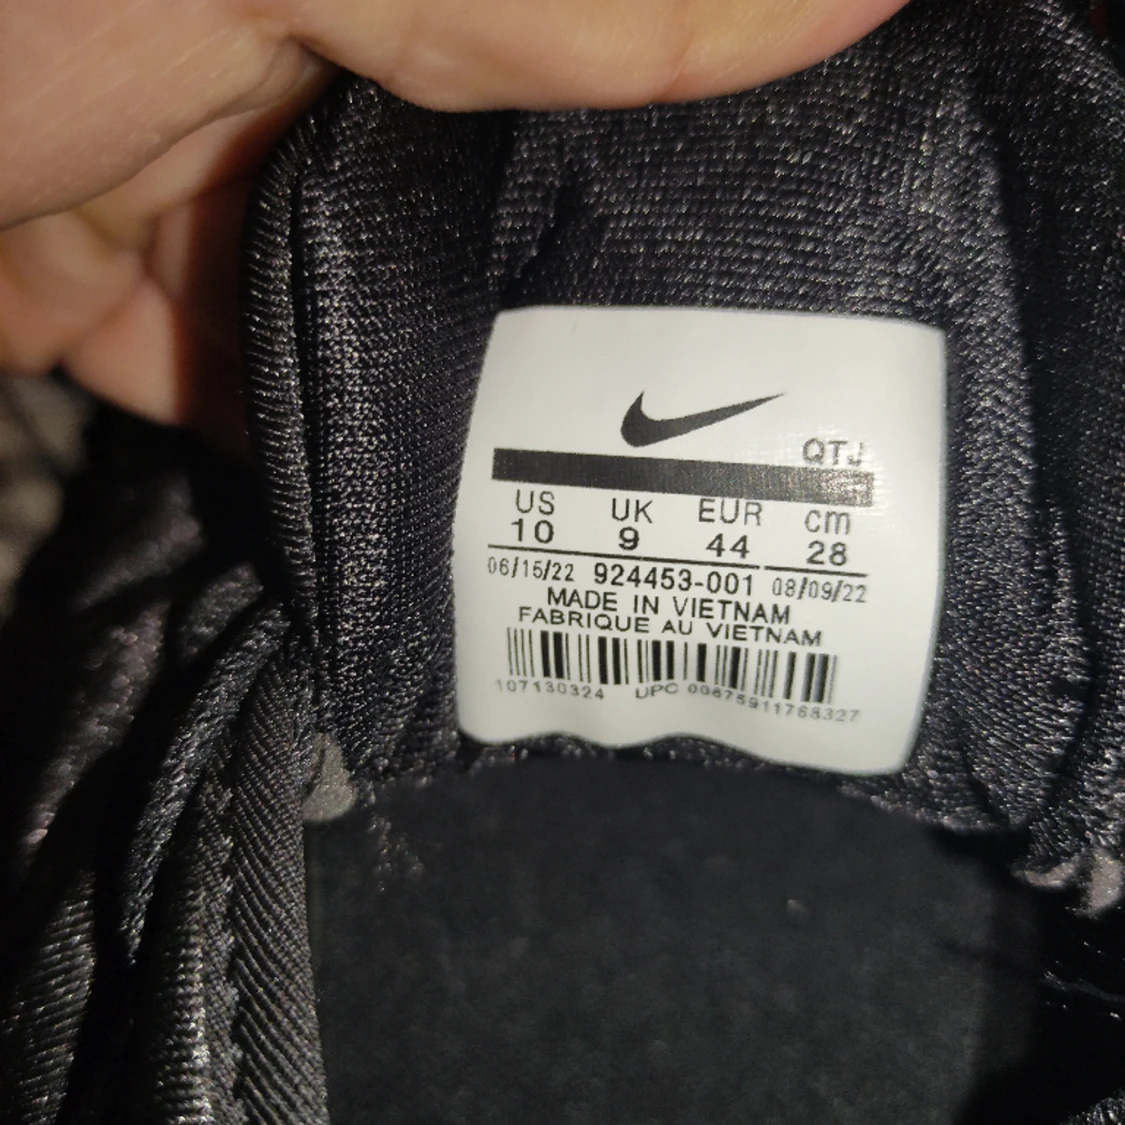 QTJ
US UK EUR cm
10 9 44 28
06/15/22 924453-001 08/09/22
MADE IN VIETNAM
FABRIQUE AU VIETNAM
107130324 UPC 00675911768327